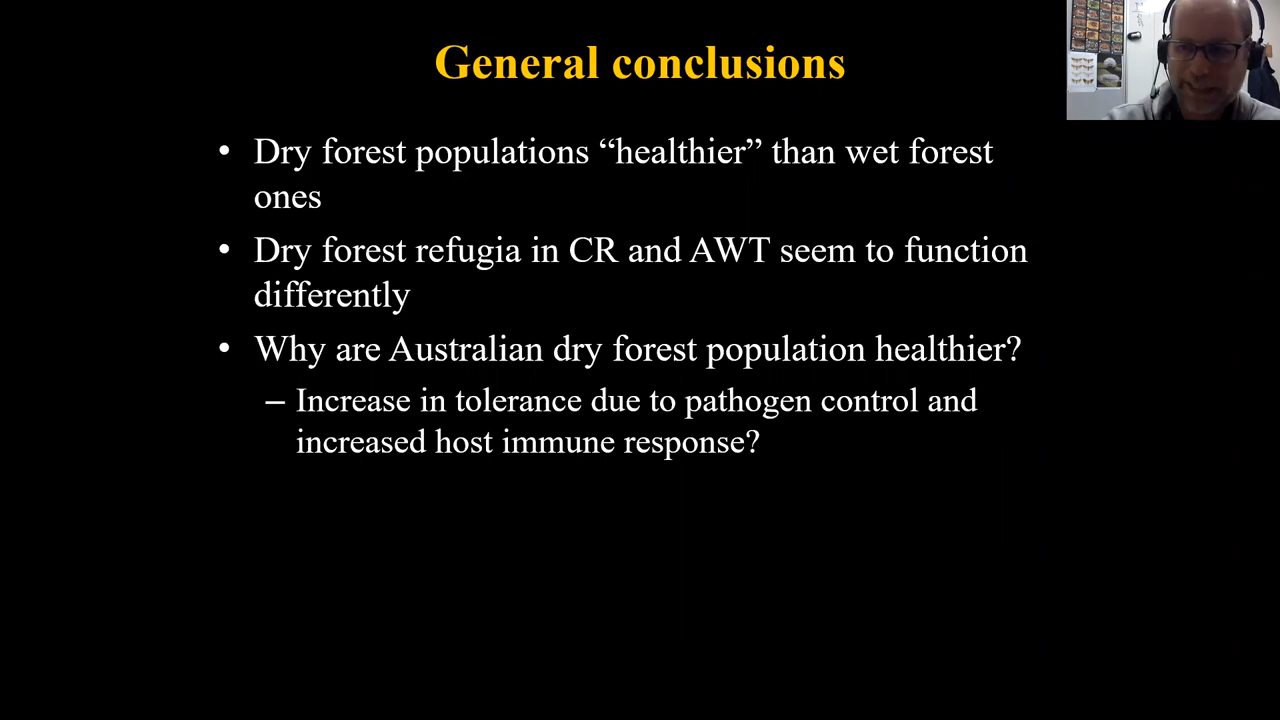 General conclusions
• Dry forest populations “healthier” than wet forest
ones
• Dry forest refugia in CR and AWT seem to function
differently
• Why are Australian dry forest population healthier?
– Increase in tolerance due to pathogen control and
increased host immune response?